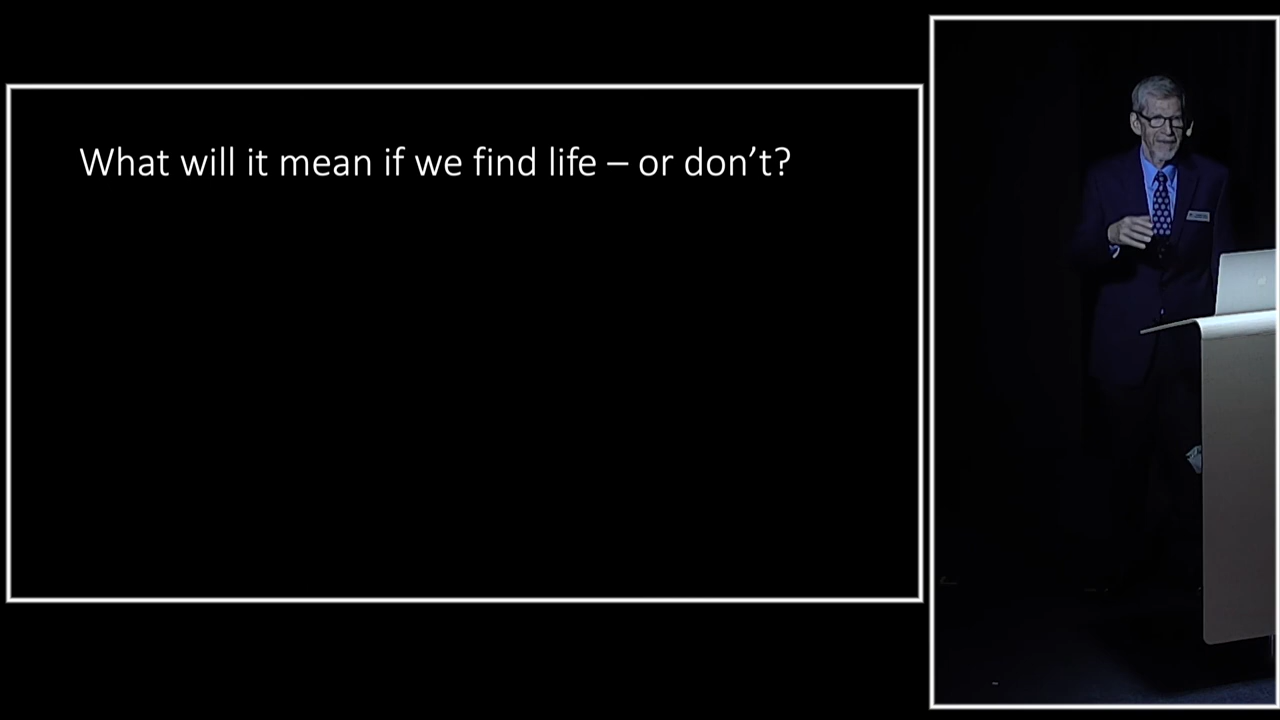 What will it mean if we find life – or don’t?